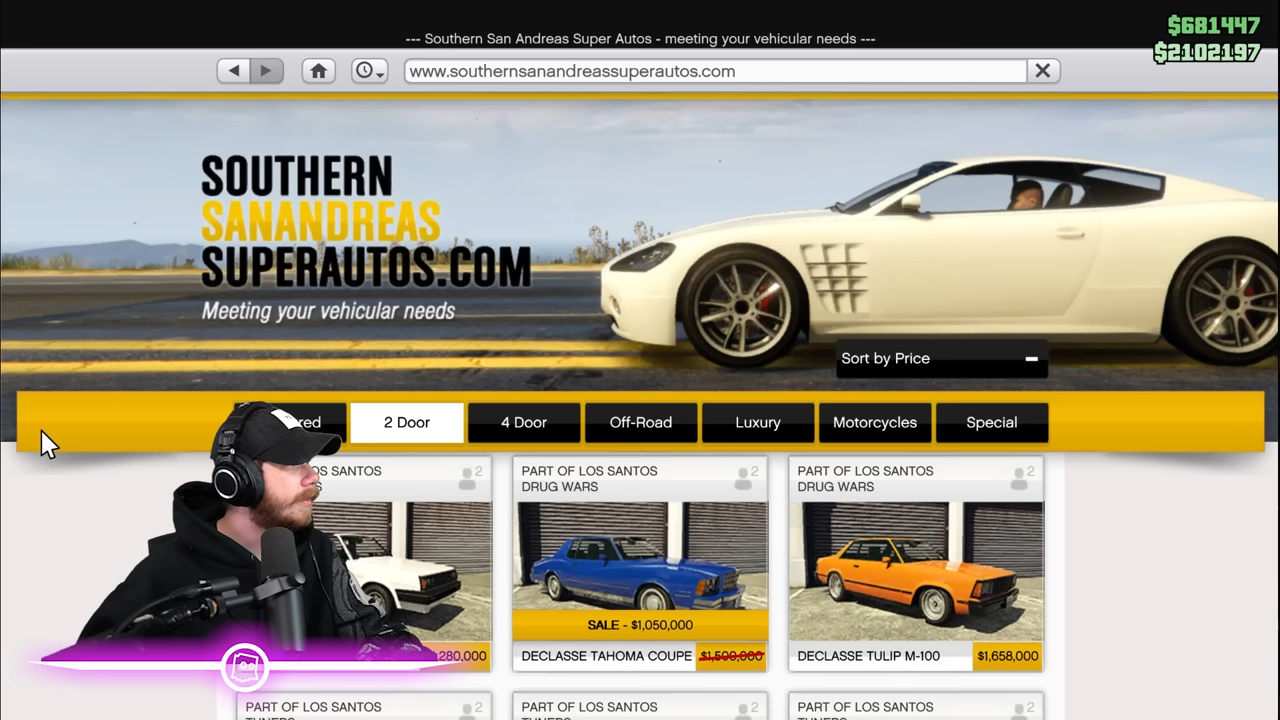 $681447
--- Southern San Andreas Super Autos - meeting your vehicular needs ---
$2102197
www.southernsanandreassuperautos.com
SOUTHERN
SANANDREAS
SUPERAUTOS.COM
Meeting your vehicular needs
Sort by Price
2 Door
4 Door
Off-Road
Luxury
Motorcycles
Special
LOS SANTOS
2
PART OF LOS SANTOS
DRUG WARS
2
PART OF LOS SANTOS
DRUG WARS
2
SALE - $1,050,000
280,000
DECLASSE TAHOMA COUPE
$1,500,000
DECLASSE TULIP M-100
$1,658,000
PART OF LOS SANTOS
TUNERS
2
PART OF LOS SANTOS
2
PART OF LOS SANTOS
2